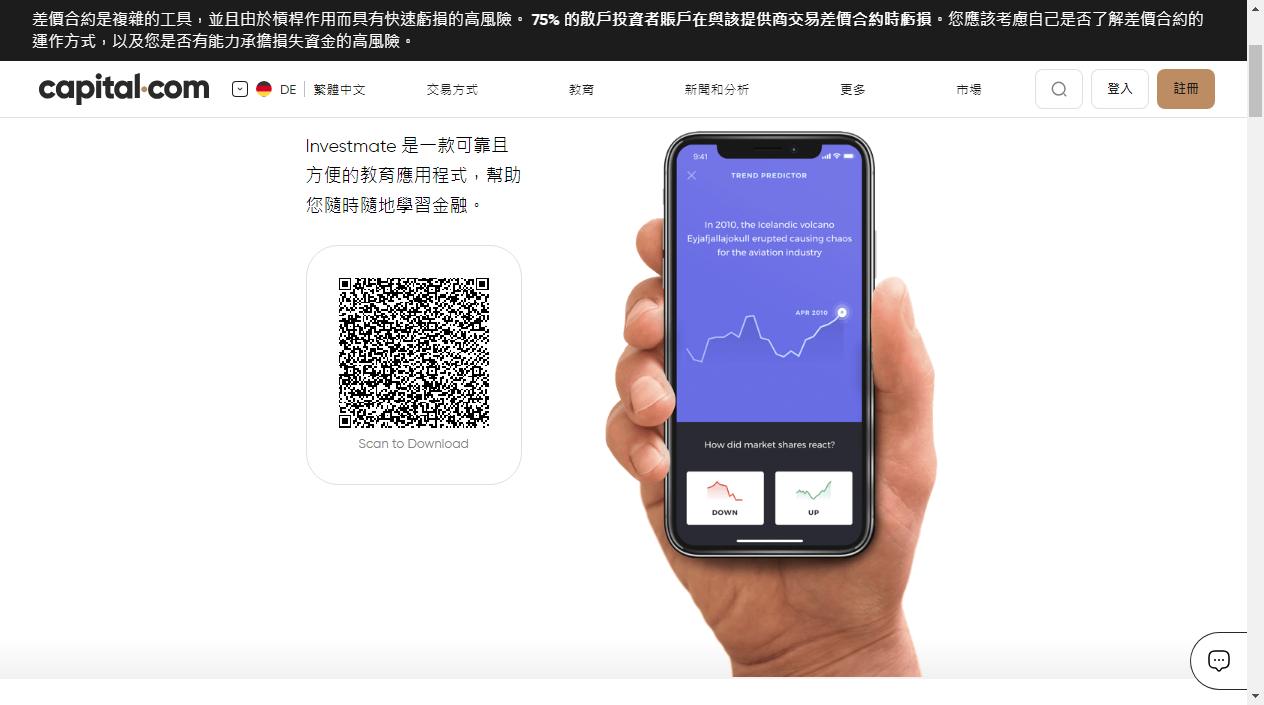 差價合約是複雜的工具，並且由於槓桿作用而具有快速虧損的高風險。 75% 的散戶投資者賬戶在與該提供商交易差價合約時虧損。您應該考慮自己是否了解差價合約的
運作方式，以及您是否有能力承擔損失資金的高風險。
capital.com
DE 繁體中文
交易方式
教育
新聞和分析
更多
市場
登入
註冊
Investmate 是一款可靠且
方便的教育應用程式，幫助
您隨時隨地學習金融。
Scan to Download
9:41
TREND PREDICTOR
In 2010, the Icelandic volcano
Eyjafjallajokull erupted causing chaos
for the aviation industry
APR 2010
How did market shares react?
DOWN
UP